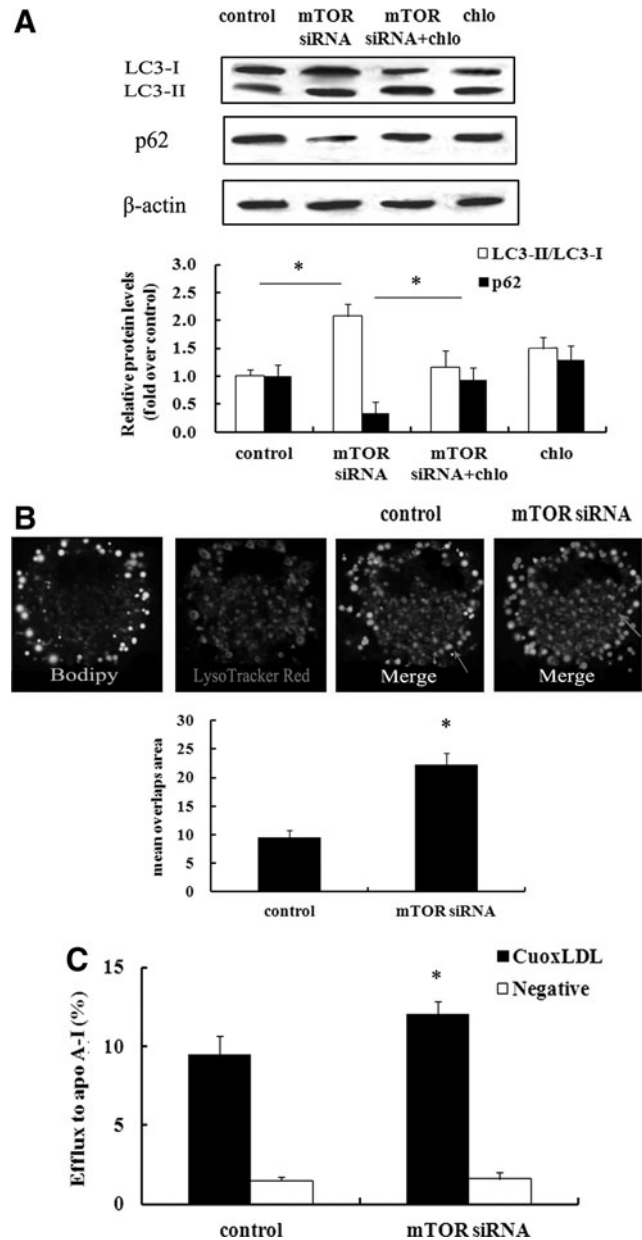 A
control mTOR mTOR chlo
siRNA siRNA+chlo
LC3-I
LC3-II
p62
β-actin
LC3-II/LC3-I
p62
Relative protein levels
(fold over control)
3.0
2.5
2.0
1.5
1.0
0.5
0.0
* *
control mTOR mTOR chlo
siRNA siRNA+chlo
B
control mTOR siRNA
Bodipy LysoTracker Red Merge Merge
mean overlaps area
30
25
20
15
10
5
0
*
control mTOR siRNA
C
CuoxLDL
Negative
Efflux to apo A-I (%)
15
10
5
0
*
control mTOR siRNA